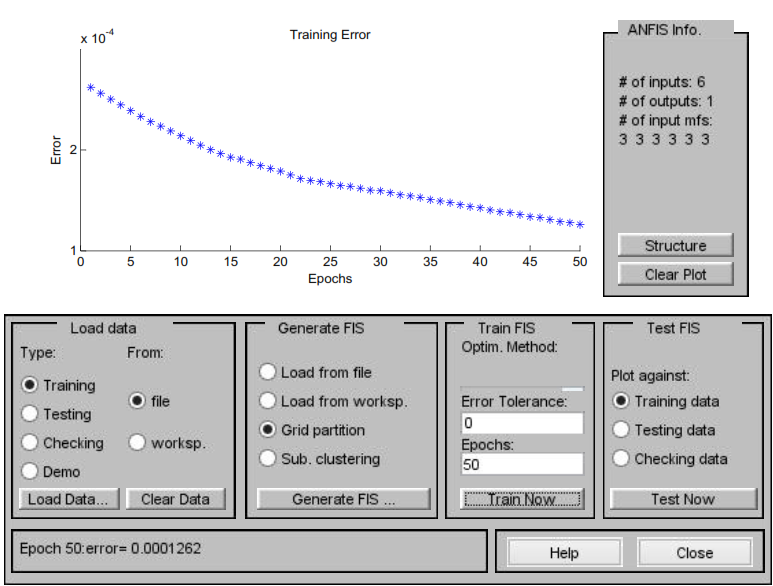 Training Error
x 10-4
Error
2
1
0 5 10 15 20 25 30 35 40 45 50
Epochs
ANFIS Info.
# of inputs: 6
# of outputs: 1
# of input mfs:
3 3 3 3 3 3
Structure
Clear Plot
Load data
Type: From:
Training
file
Testing
Checking
worksp.
Demo
Load Data...
Clear Data
Generate FIS
Load from file
Load from worksp.
Grid partition
Sub. clustering
Generate FIS ...
Train FIS
Optim. Method:
Error Tolerance:
0
Epochs:
50
Train Now
Test FIS
Plot against:
Training data
Testing data
Checking data
Test Now
Epoch 50:error= 0.0001262
Help
Close